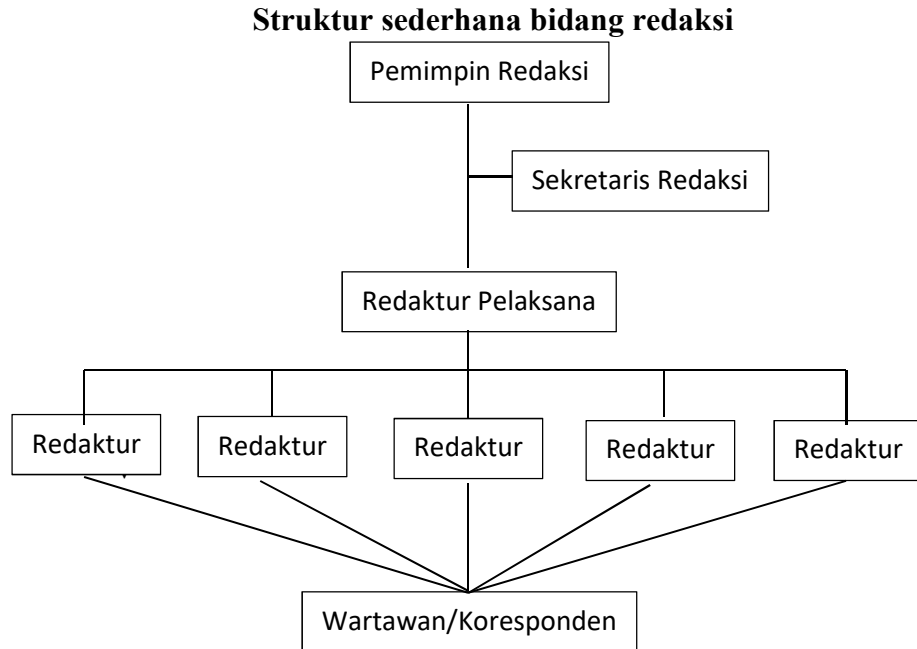 Struktur sederhana bidang redaksi
Pemimpin Redaksi
Sekretaris Redaksi
Redaktur Pelaksana
Redaktur
Redaktur
Redaktur
Redaktur
Redaktur
Wartawan/Koresponden